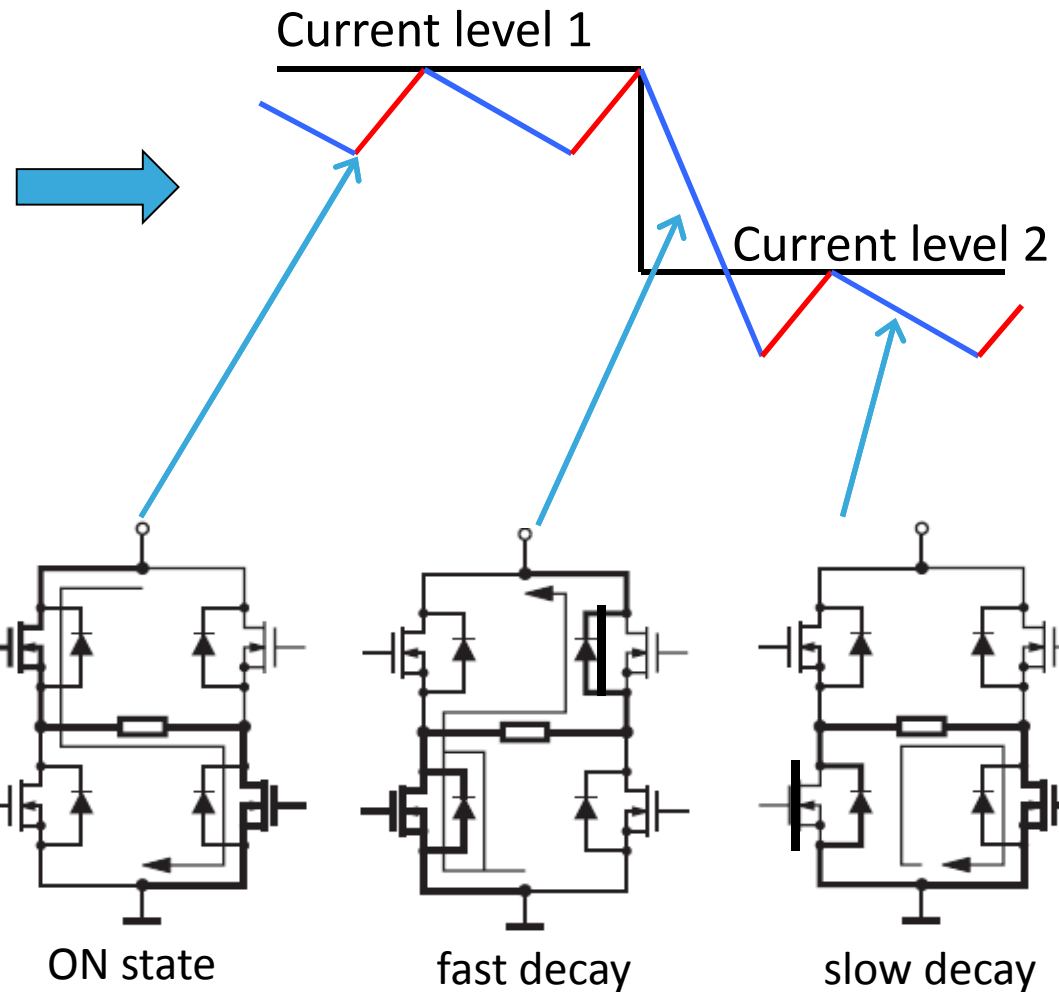 Current level 1
Current level 2
ON state
fast decay
slow decay